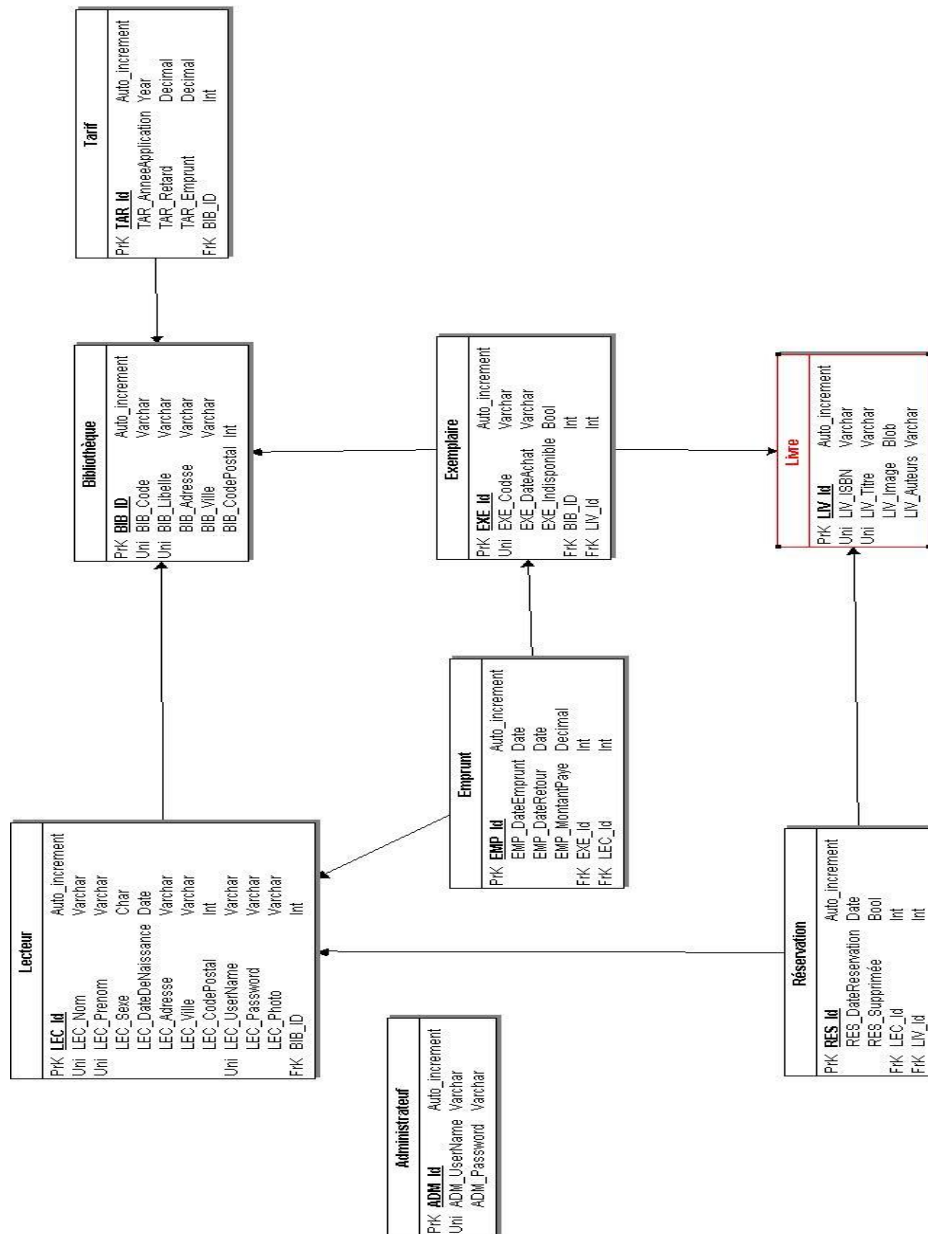 Lecteur
PrK LEC_Id Auto_increment
Uni LEC_Nom Varchar
Uni LEC_Prenom Varchar
LEC_Sexe Char
LEC_DateDeNaissance Date
LEC_Adresse Varchar
LEC_Ville Varchar
LEC_CodePostal Int
Uni LEC_UserName Varchar
LEC_Password Varchar
LEC_Photo Varchar
FrK BIB_ID Int
Bibliothèque
PrK BIB_ID Auto_increment
Uni BIB_Code Varchar
Uni BIB_Libelle Varchar
BIB_Adresse Varchar
BIB_Ville Varchar
BIB_CodePostal Int
Tarif
PrK TAR_Id Auto_increment
TAR_AnneeApplication Year
TAR_Retard Decimal
TAR_Emprunt Decimal
FrK BIB_ID Int
Administrateur
PrK ADM_Id Auto_increment
Uni ADM_UserName Varchar
ADM_Password Varchar
Emprunt
PrK EMP_Id Auto_increment
EMP_DateEmprunt Date
EMP_DateRetour Date
EMP_MontantPaye Decimal
FrK EXE_Id Int
FrK LEC_Id Int
Exemplaire
PrK EXE_Id Auto_increment
Uni EXE_Code Varchar
EXE_DateAchat Varchar
EXE_Indisponible Bool
FrK BIB_ID Int
FrK LIV_Id Int
Réservation
PrK RES_Id Auto_increment
RES_DateReservation Date
RES_Supprimée Bool
FrK LEC_Id Int
FrK LIV_Id Int
Livre
PrK LIV_Id Auto_increment
Uni LIV_ISBN Varchar
Uni LIV_Titre Varchar
LIV_Image Blob
LIV_Auteurs Varchar